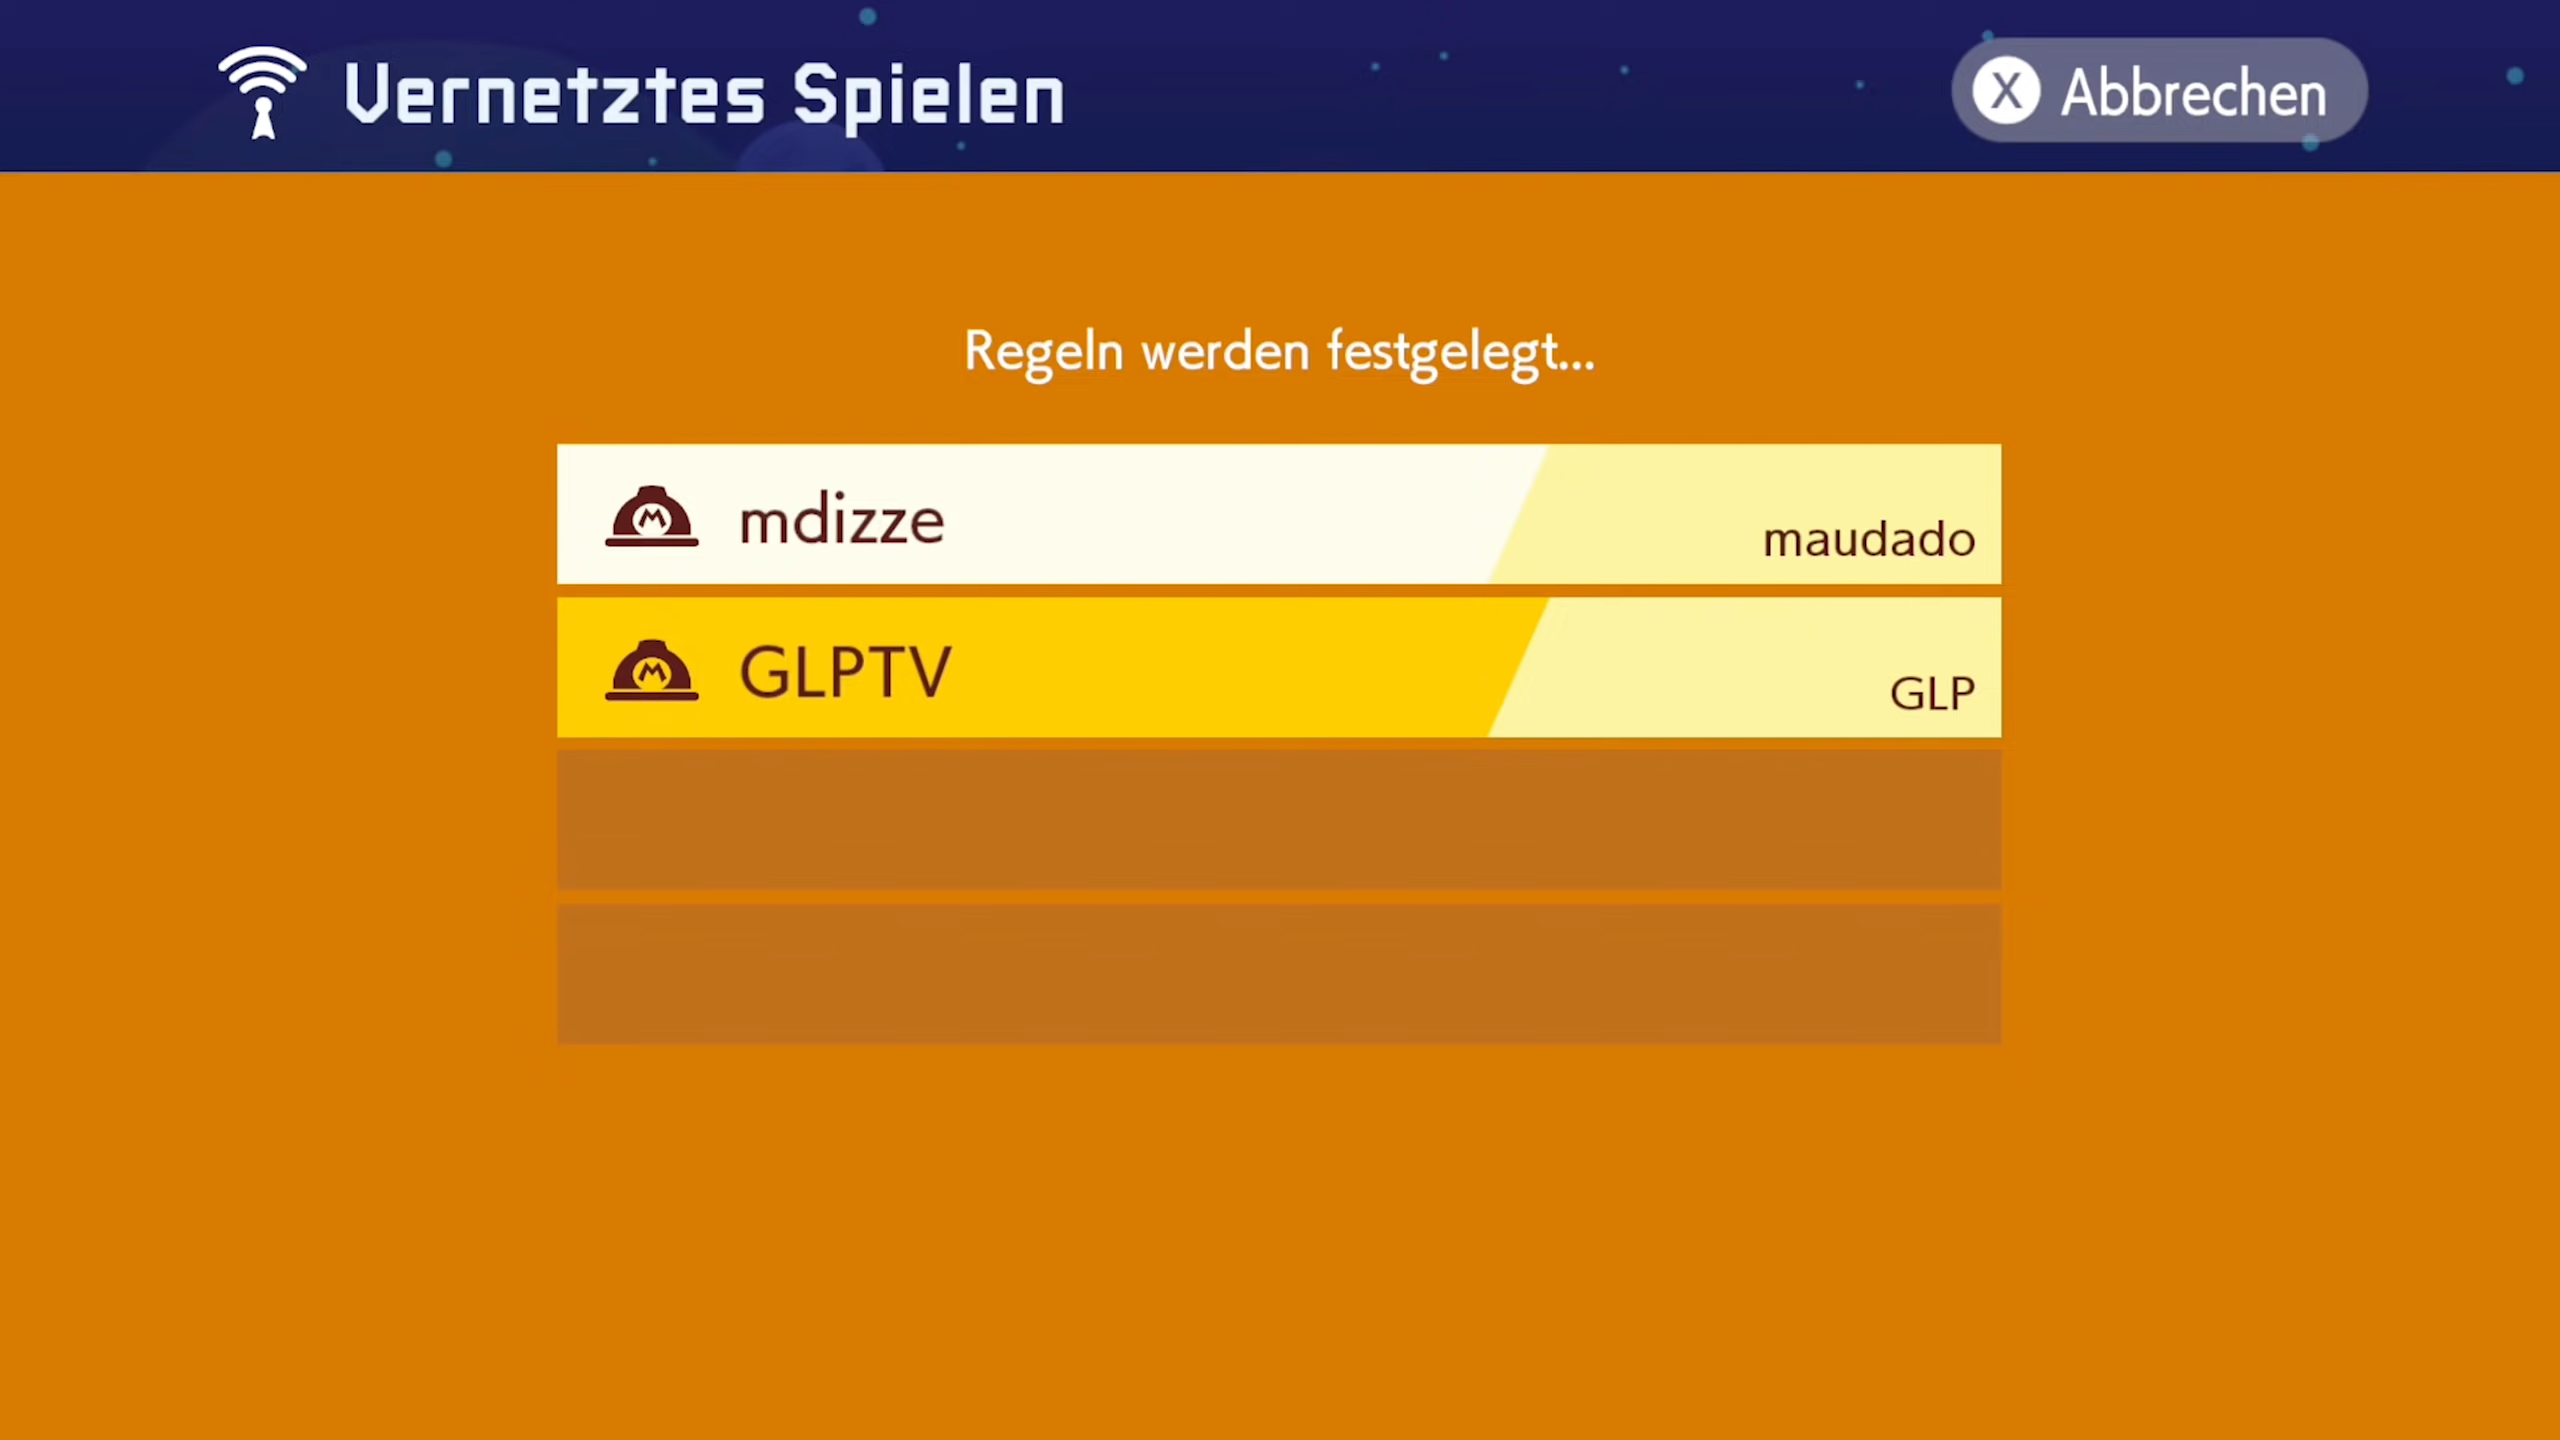 Vernetztes Spielen
X Abbrechen
Regeln werden festgelegt...
mdizze
maudado
GLPTV
GLP